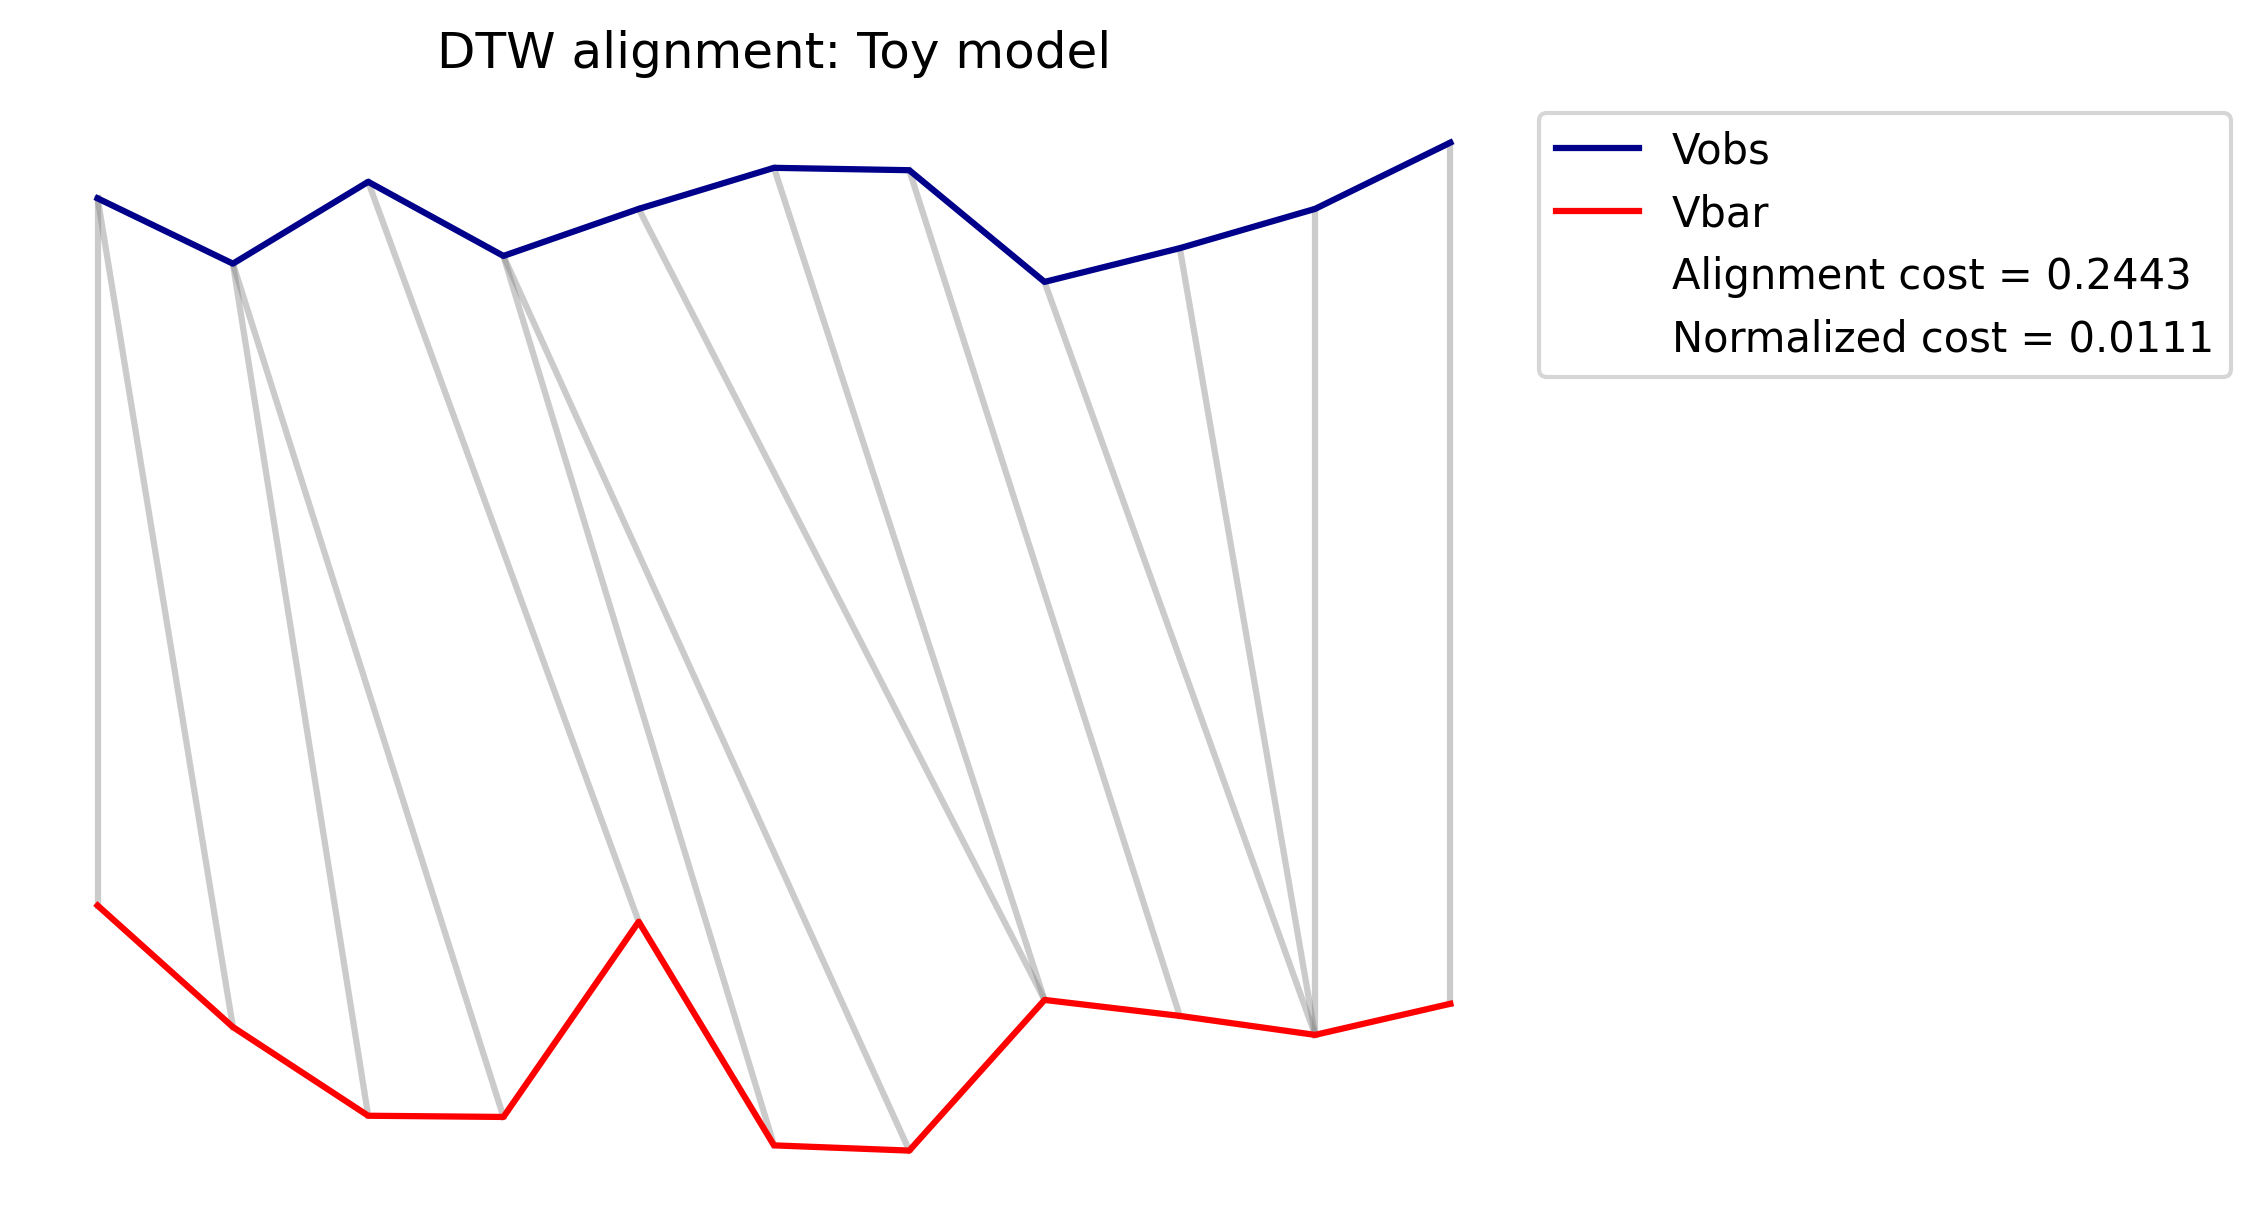 DTW alignment: Toy model
Vobs
Vbar
Alignment cost = 0.2443
Normalized cost = 0.0111